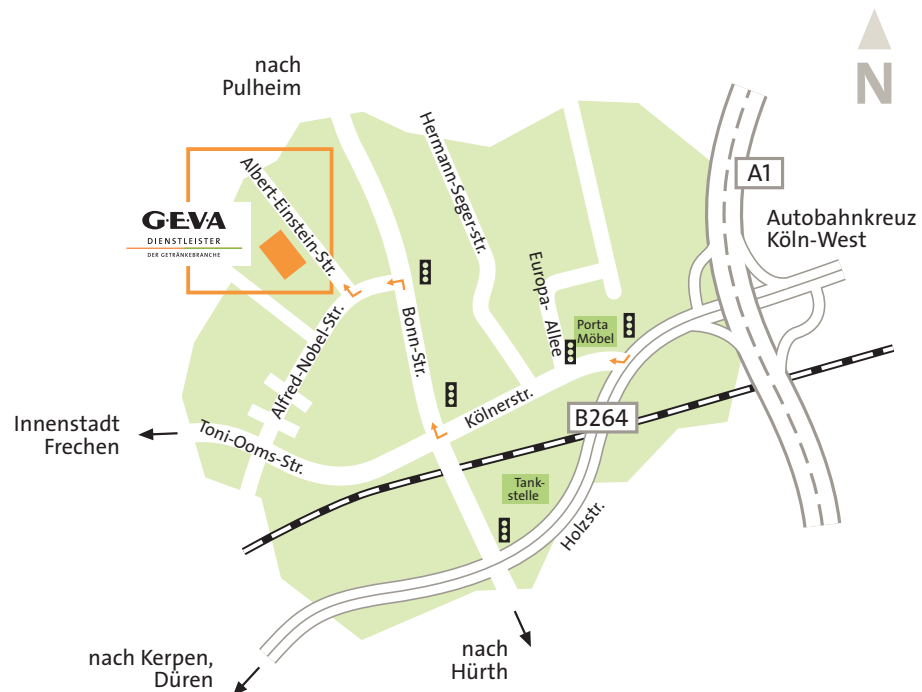 nach
Pulheim
N
Hermann-Seger-str.
A1
Albert-Einstein-Str.
G·E·V·A
DIENSTLEISTER
DER GETRÄNKEBRANCHE
Autobahnkreuz
Köln-West
Europa-
Allee
Porta
Möbel
Bonn-Str.
Alfred-Nobel-Str.
Kölnerstr.
B264
Innenstadt
Frechen
Toni-Ooms-Str.
Tank-
stelle
Holzstr.
nach
Hürth
nach Kerpen,
Düren